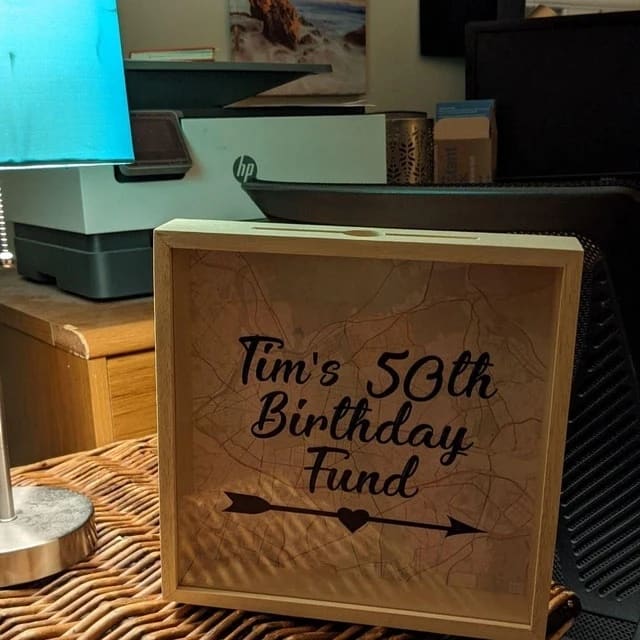 hp
Tim's 50th
Birthday
Fund